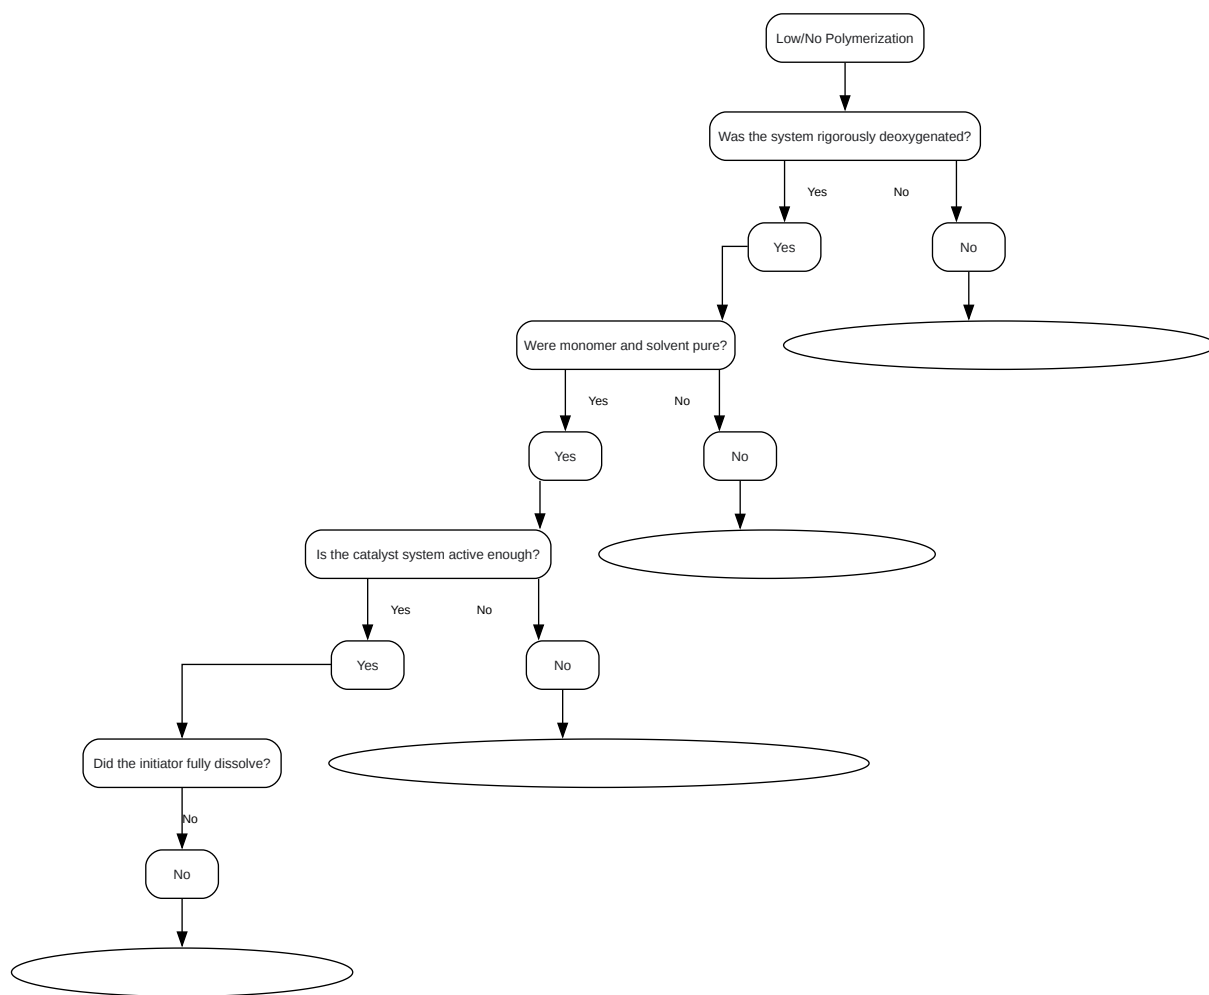 Low/No Polymerization
Was the system rigorously deoxygenated?
Yes
No
Yes
No
Were monomer and solvent pure?
Yes
No
Yes
No
Is the catalyst system active enough?
Yes
No
Yes
No
Did the initiator fully dissolve?
No
No